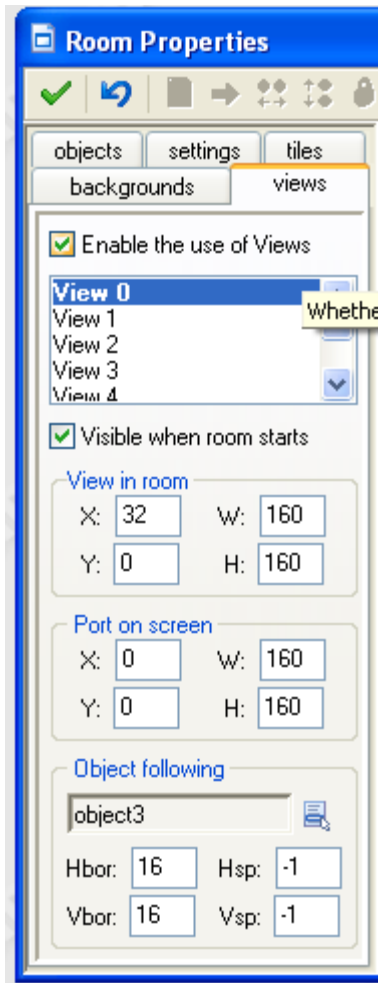 Room Properties
objects settings tiles
backgrounds views
Enable the use of Views
View 0
Whethe
View 1
View 2
View 3
View 4
Visible when room starts
View in room
X: 32 W: 160
Y: 0 H: 160
Port on screen
X: 0 W: 160
Y: 0 H: 160
Object following
object3
Hbor: 16 Hsp: -1
Vbor: 16 Vsp: -1